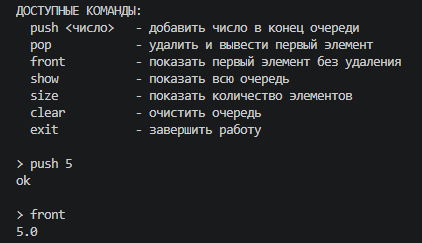 ДОСТУПНЫЕ КОМАНДЫ:
push <число> - добавить число в конец очереди
pop - удалить и вывести первый элемент
front - показать первый элемент без удаления
show - показать всю очередь
size - показать количество элементов
clear - очистить очередь
exit - завершить работу
> push 5
ok
> front
5.0